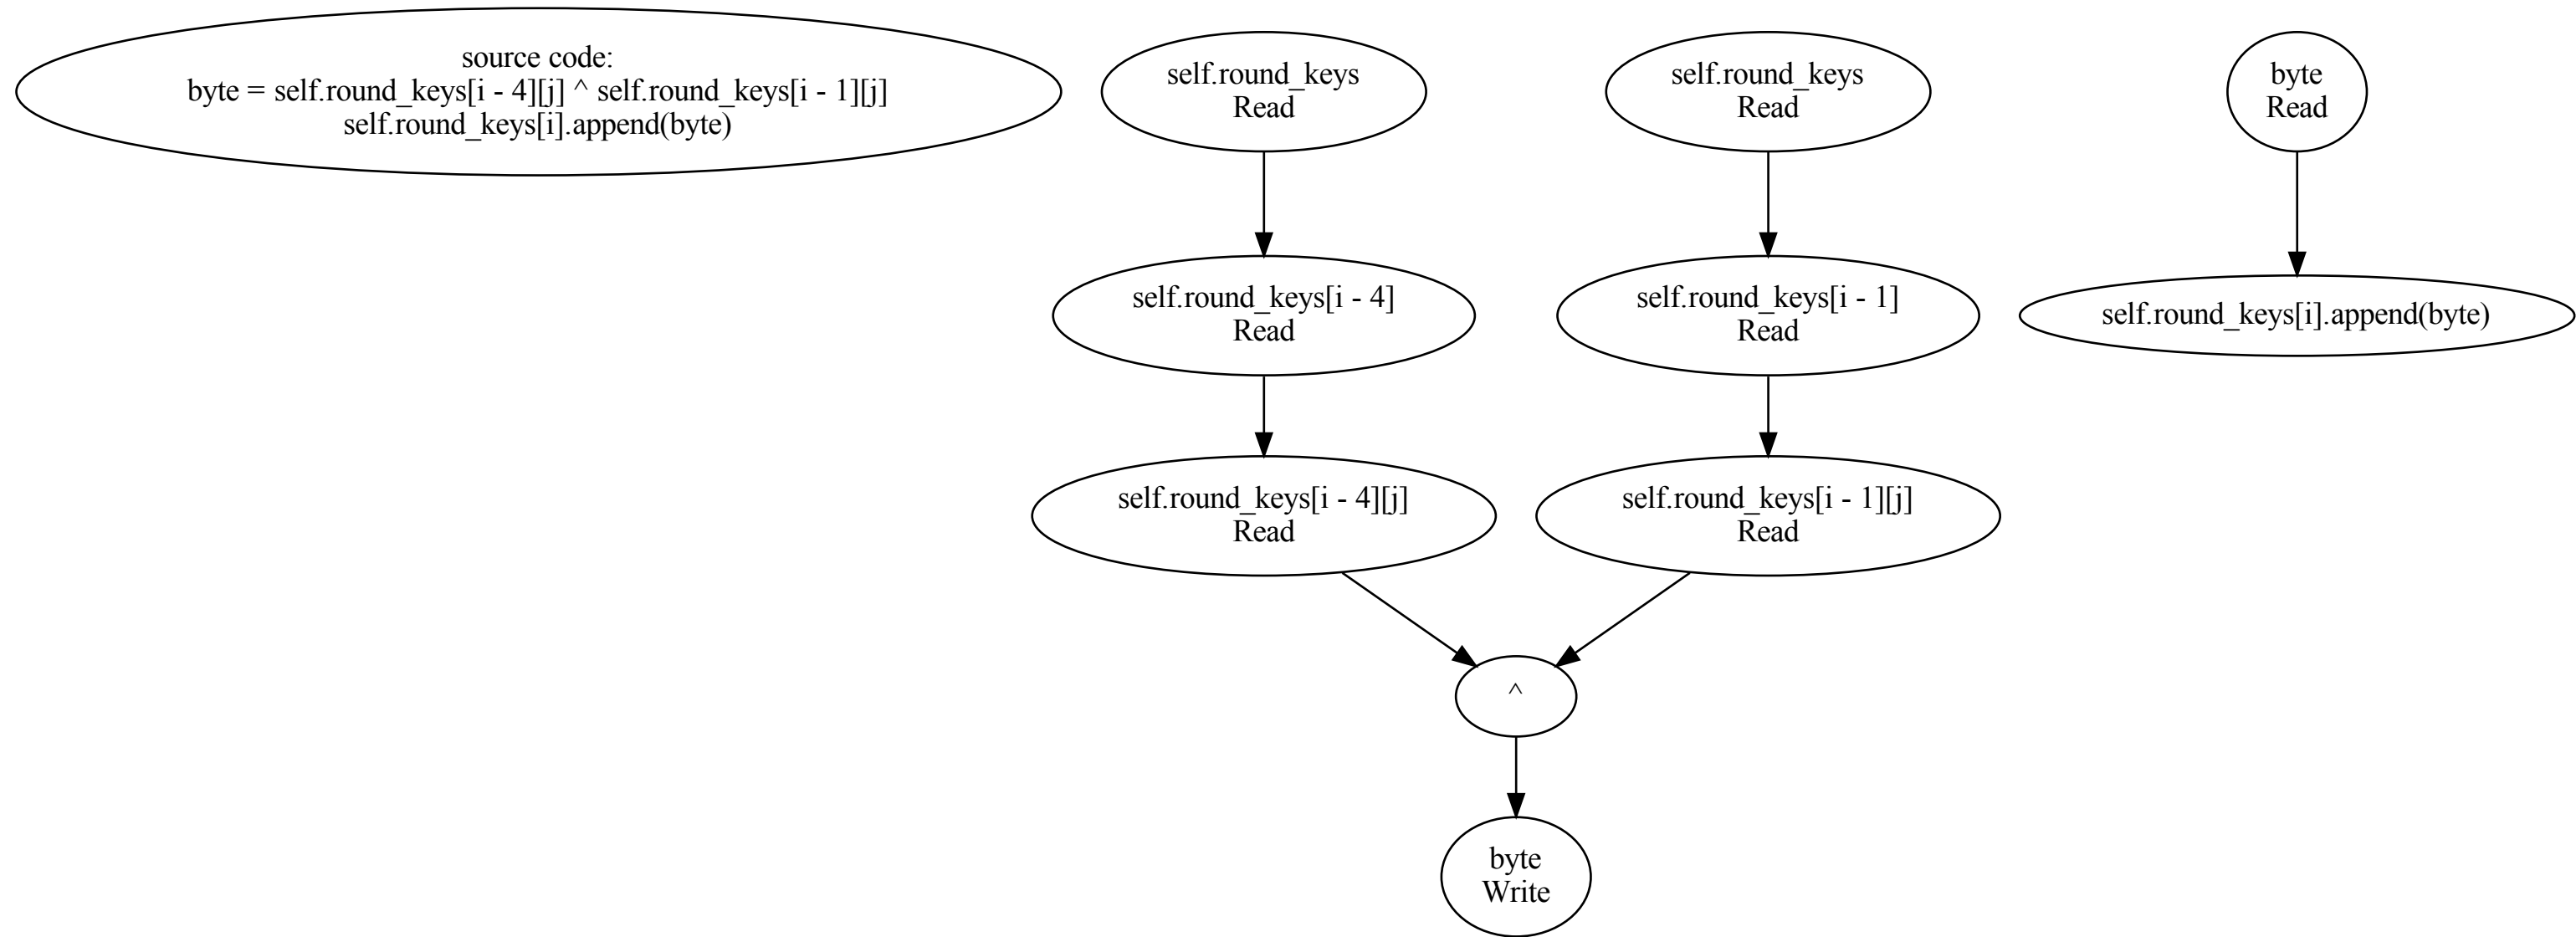 source code:
byte = self.round_keys[i - 4][j] ^ self.round_keys[i - 1][j]
self.round_keys[i].append(byte)
self.round_keys
Read
self.round_keys
Read
byte
Read
self.round_keys[i - 4]
Read
self.round_keys[i - 1]
Read
self.round_keys[i].append(byte)
self.round_keys[i - 4][j]
Read
self.round_keys[i - 1][j]
Read
^
byte
Write